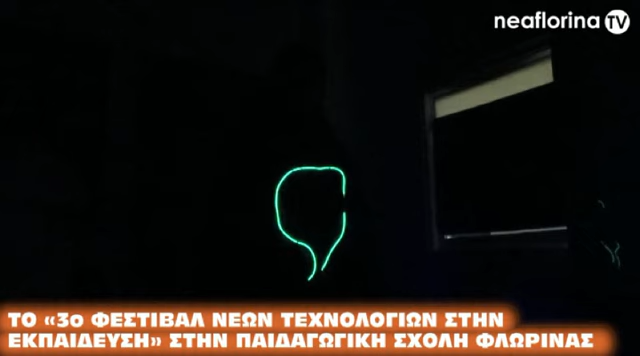 neaflorina TV
ΤΟ «3ο ΦΕΣΤΙΒΑΛ ΝΕΩΝ ΤΕΧΝΟΛΟΓΙΩΝ ΣΤΗΝ
ΕΚΠΑΙΔΕΥΣΗ» ΣΤΗΝ ΠΑΙΔΑΓΩΓΙΚΗ ΣΧΟΛΗ ΦΛΩΡΙΝΑΣ